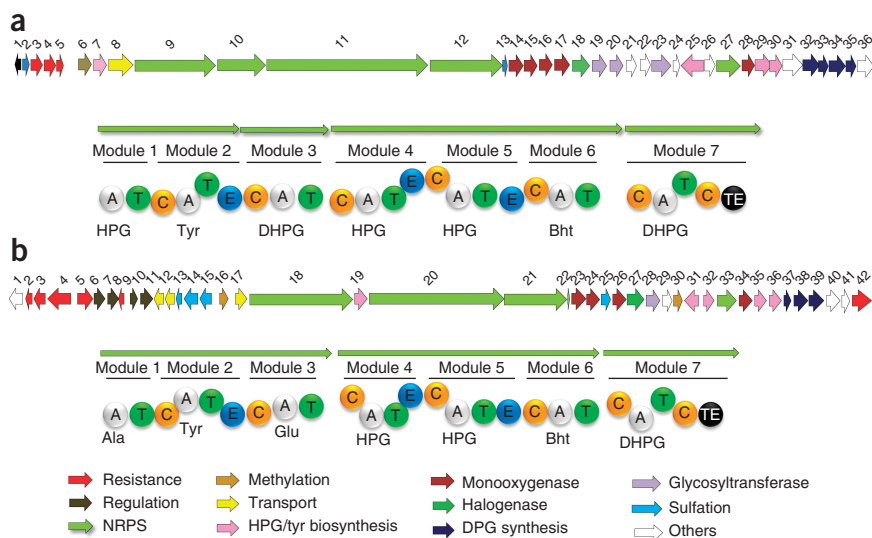 a
1 2 3 4 5 6 7 8 9 10 11 12 13 14 15 16 17 18 19 20 21 22 23 24 25 26 27 28 29 30 31 32 33 34 35 36
Module 1 Module 2 Module 3 Module 4 Module 5 Module 6 Module 7
A T C A T E C A T C A T E C A T E C A T C A T C TE
HPG Tyr DHPG HPG HPG Bht DHPG
b
1 2 3 4 5 6 7 8 9 10 11 12 13 14 15 16 17 18 19 20 21 22 23 24 25 26 27 28 29 30 31 32 33 34 35 36 37 38 39 40 41 42
Module 1 Module 2 Module 3 Module 4 Module 5 Module 6 Module 7
A T C A T E C A T C A T E C A T E C A T C A T C TE
Ala Tyr Glu HPG HPG Bht DHPG
Resistance Methylation Monooxygenase Glycosyltransferase
Regulation Transport Halogenase Sulfation
NRPS HPG/tyr biosynthesis DPG synthesis Others